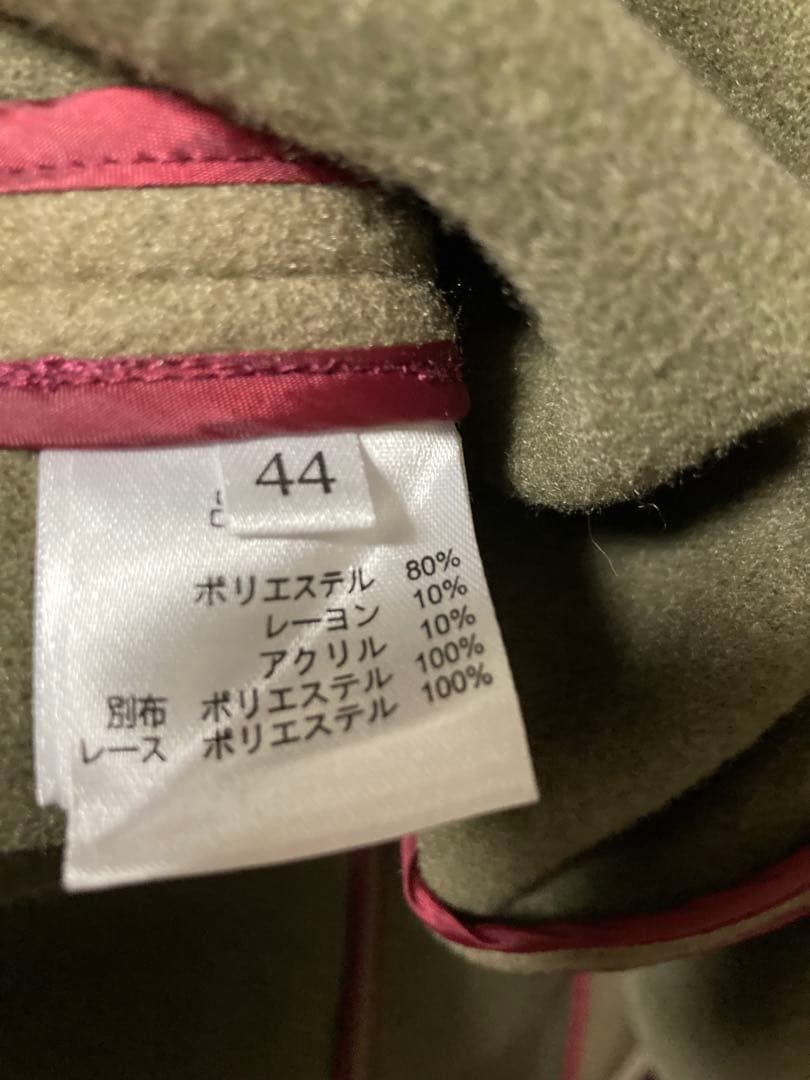 44
ポリエステル 80%
レーヨン 10%
アクリル 10%
別布 ポリエステル 100%
レース ポリエステル 100%